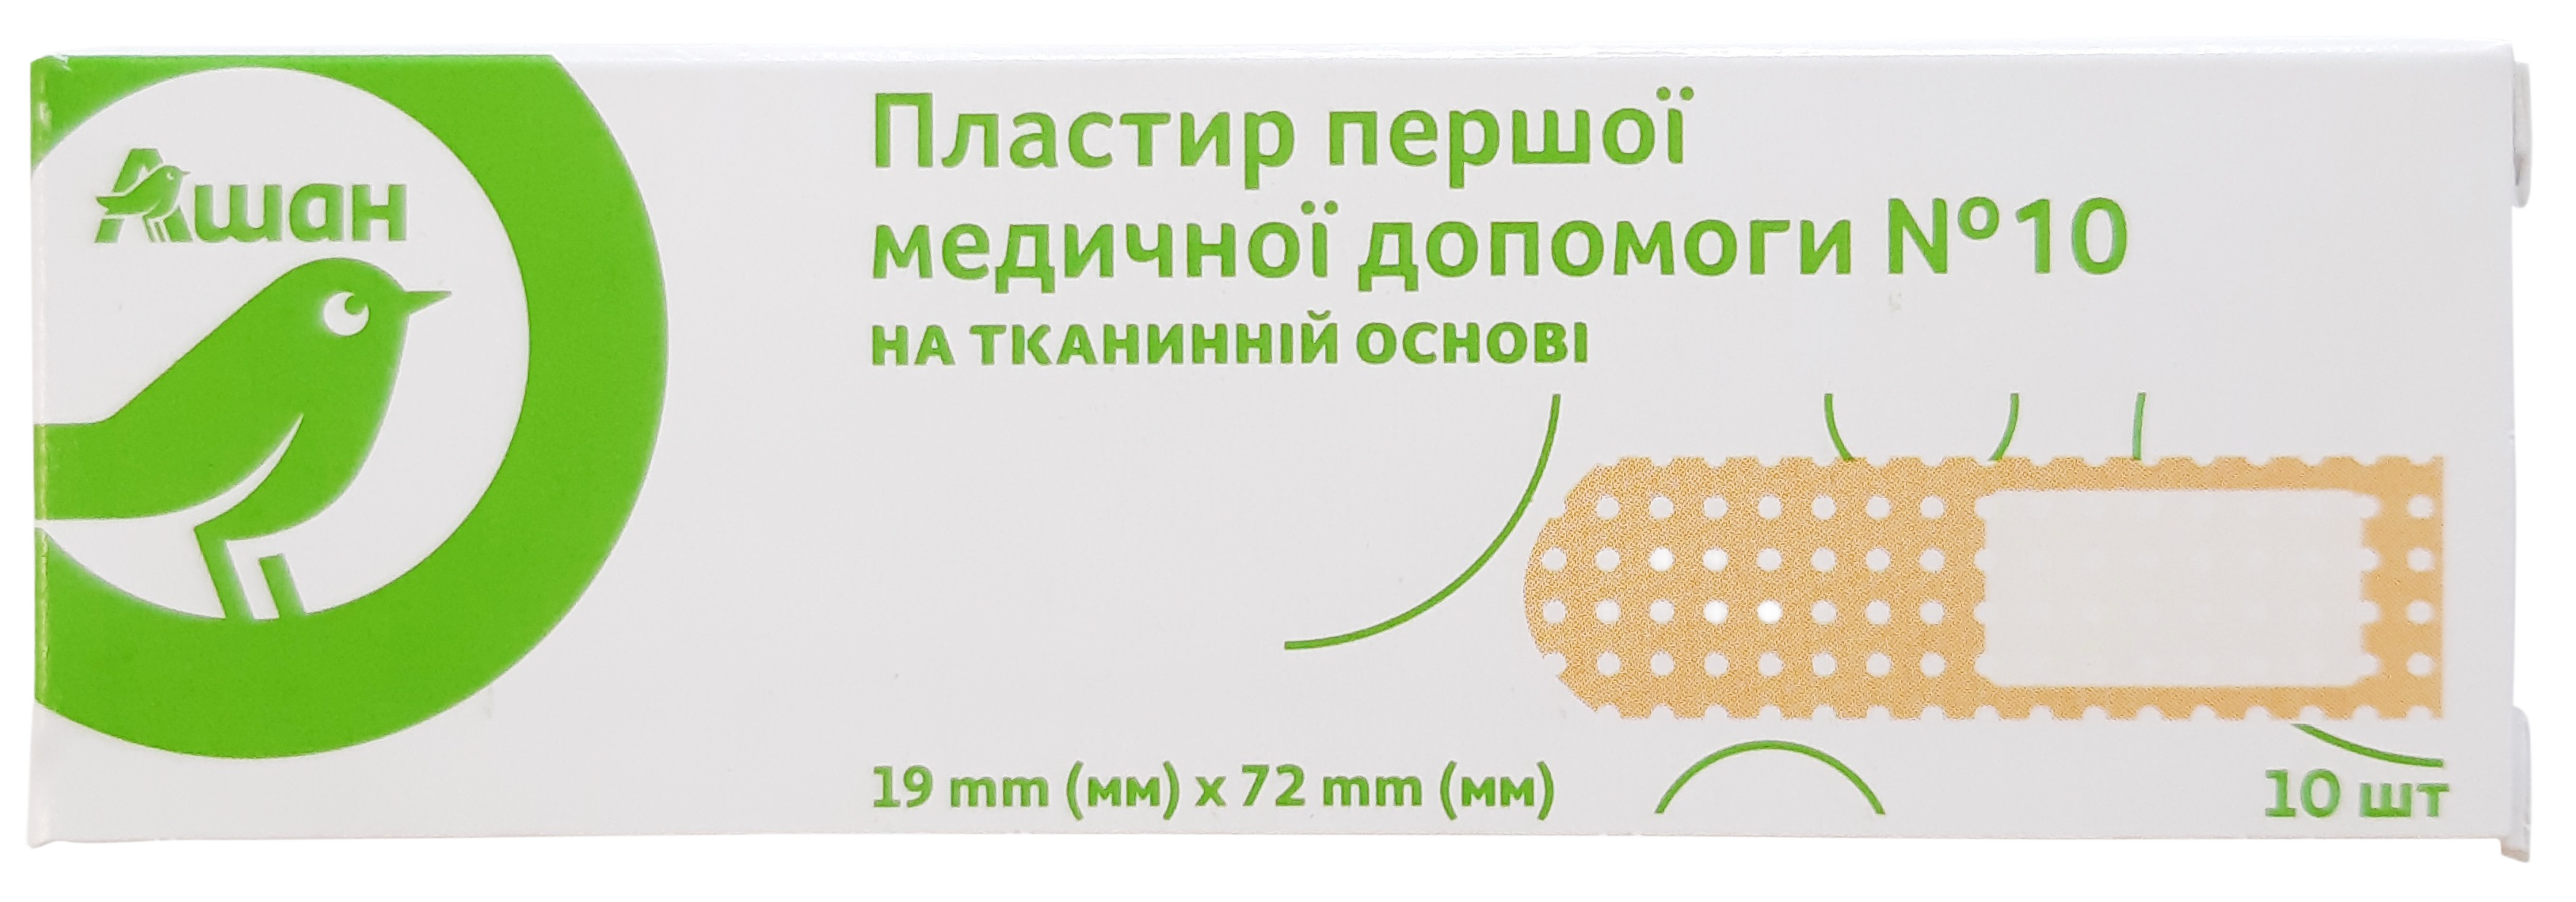 Ашан
Пластир першої
медичної допомоги №10
НА ТКАНИННІЙ ОСНОВІ
19 mm (мм) x 72 mm (мм)
10 шт